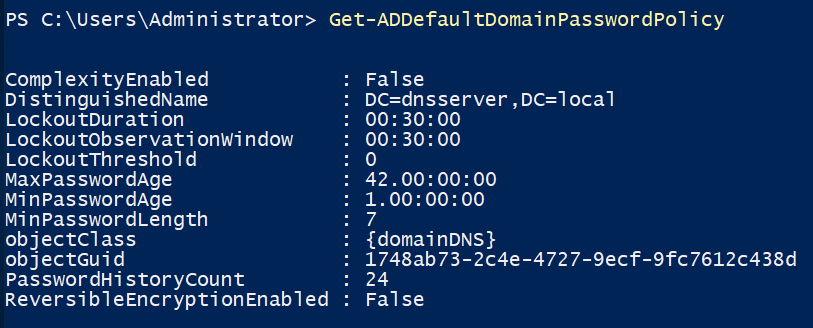 PS C:\Users\Administrator> Get-ADDefaultDomainPasswordPolicy
ComplexityEnabled : False
DistinguishedName : DC=dnsserver,DC=local
LockoutDuration : 00:30:00
LockoutObservationWindow : 00:30:00
LockoutThreshold : 0
MaxPasswordAge : 42.00:00:00
MinPasswordAge : 1.00:00:00
MinPasswordLength : 7
objectClass : {domainDNS}
objectGuid : 1748ab73-2c4e-4727-9ecf-9fc7612c438d
PasswordHistoryCount : 24
ReversibleEncryptionEnabled : False